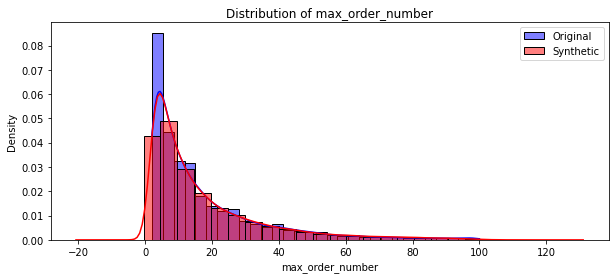 Distribution of max_order_number
Original
Synthetic
Density
0.08
0.07
0.06
0.05
0.04
0.03
0.02
0.01
0.00
−20 0 20 40 60 80 100 120
max_order_number